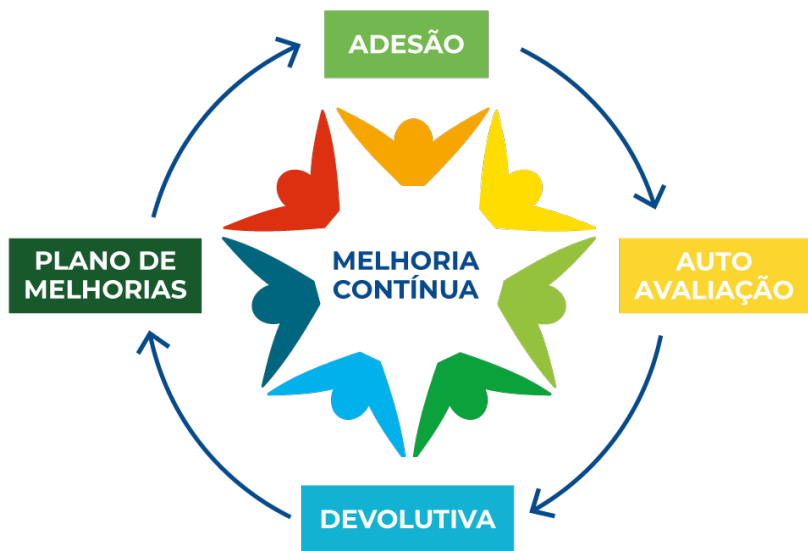 ADESÃO
PLANO DE
MELHORIAS
MELHORIA
CONTÍNUA
AUTO
AVALIAÇÃO
DEVOLUTIVA